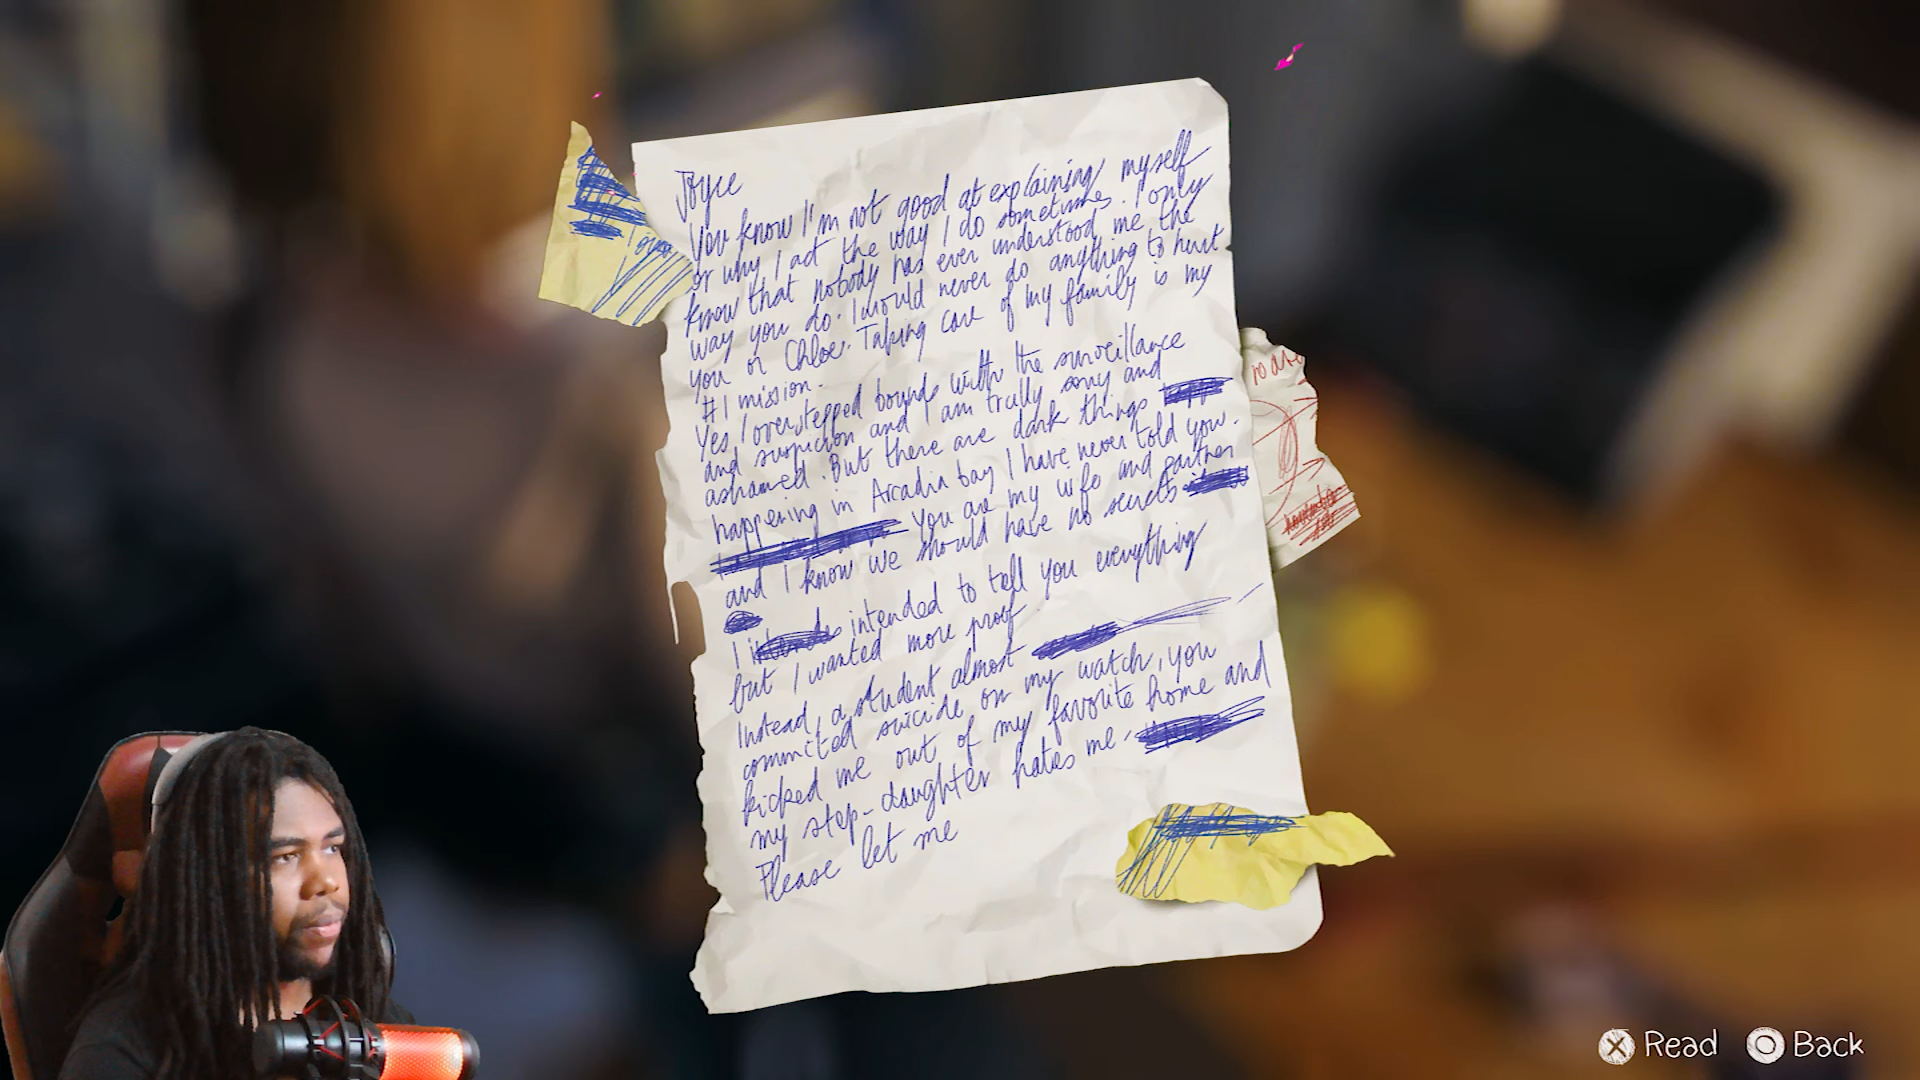 Joyce
You know I'm not good at explaining myself
or why I act the way I do sometimes. I only
know that nobody has ever understood me the
way you do. I would never do anything to hurt
you or Chloe. Taking care of my family is my
#1 mission.
Yes I overstepped bounds with the surveillance
and suspicion and I am trully sorry and
ashamed. But there are dark things
happening in Arcadia bay I have never told you.
You are my wife and partner
and I know we should have no secrets
I intended to tell you everything
but I wanted more proof
Instead, a student almost
committed suicide on my watch, you
kicked me out of my favorite home and
my step-daughter hates me.
Please let me
Read
Back